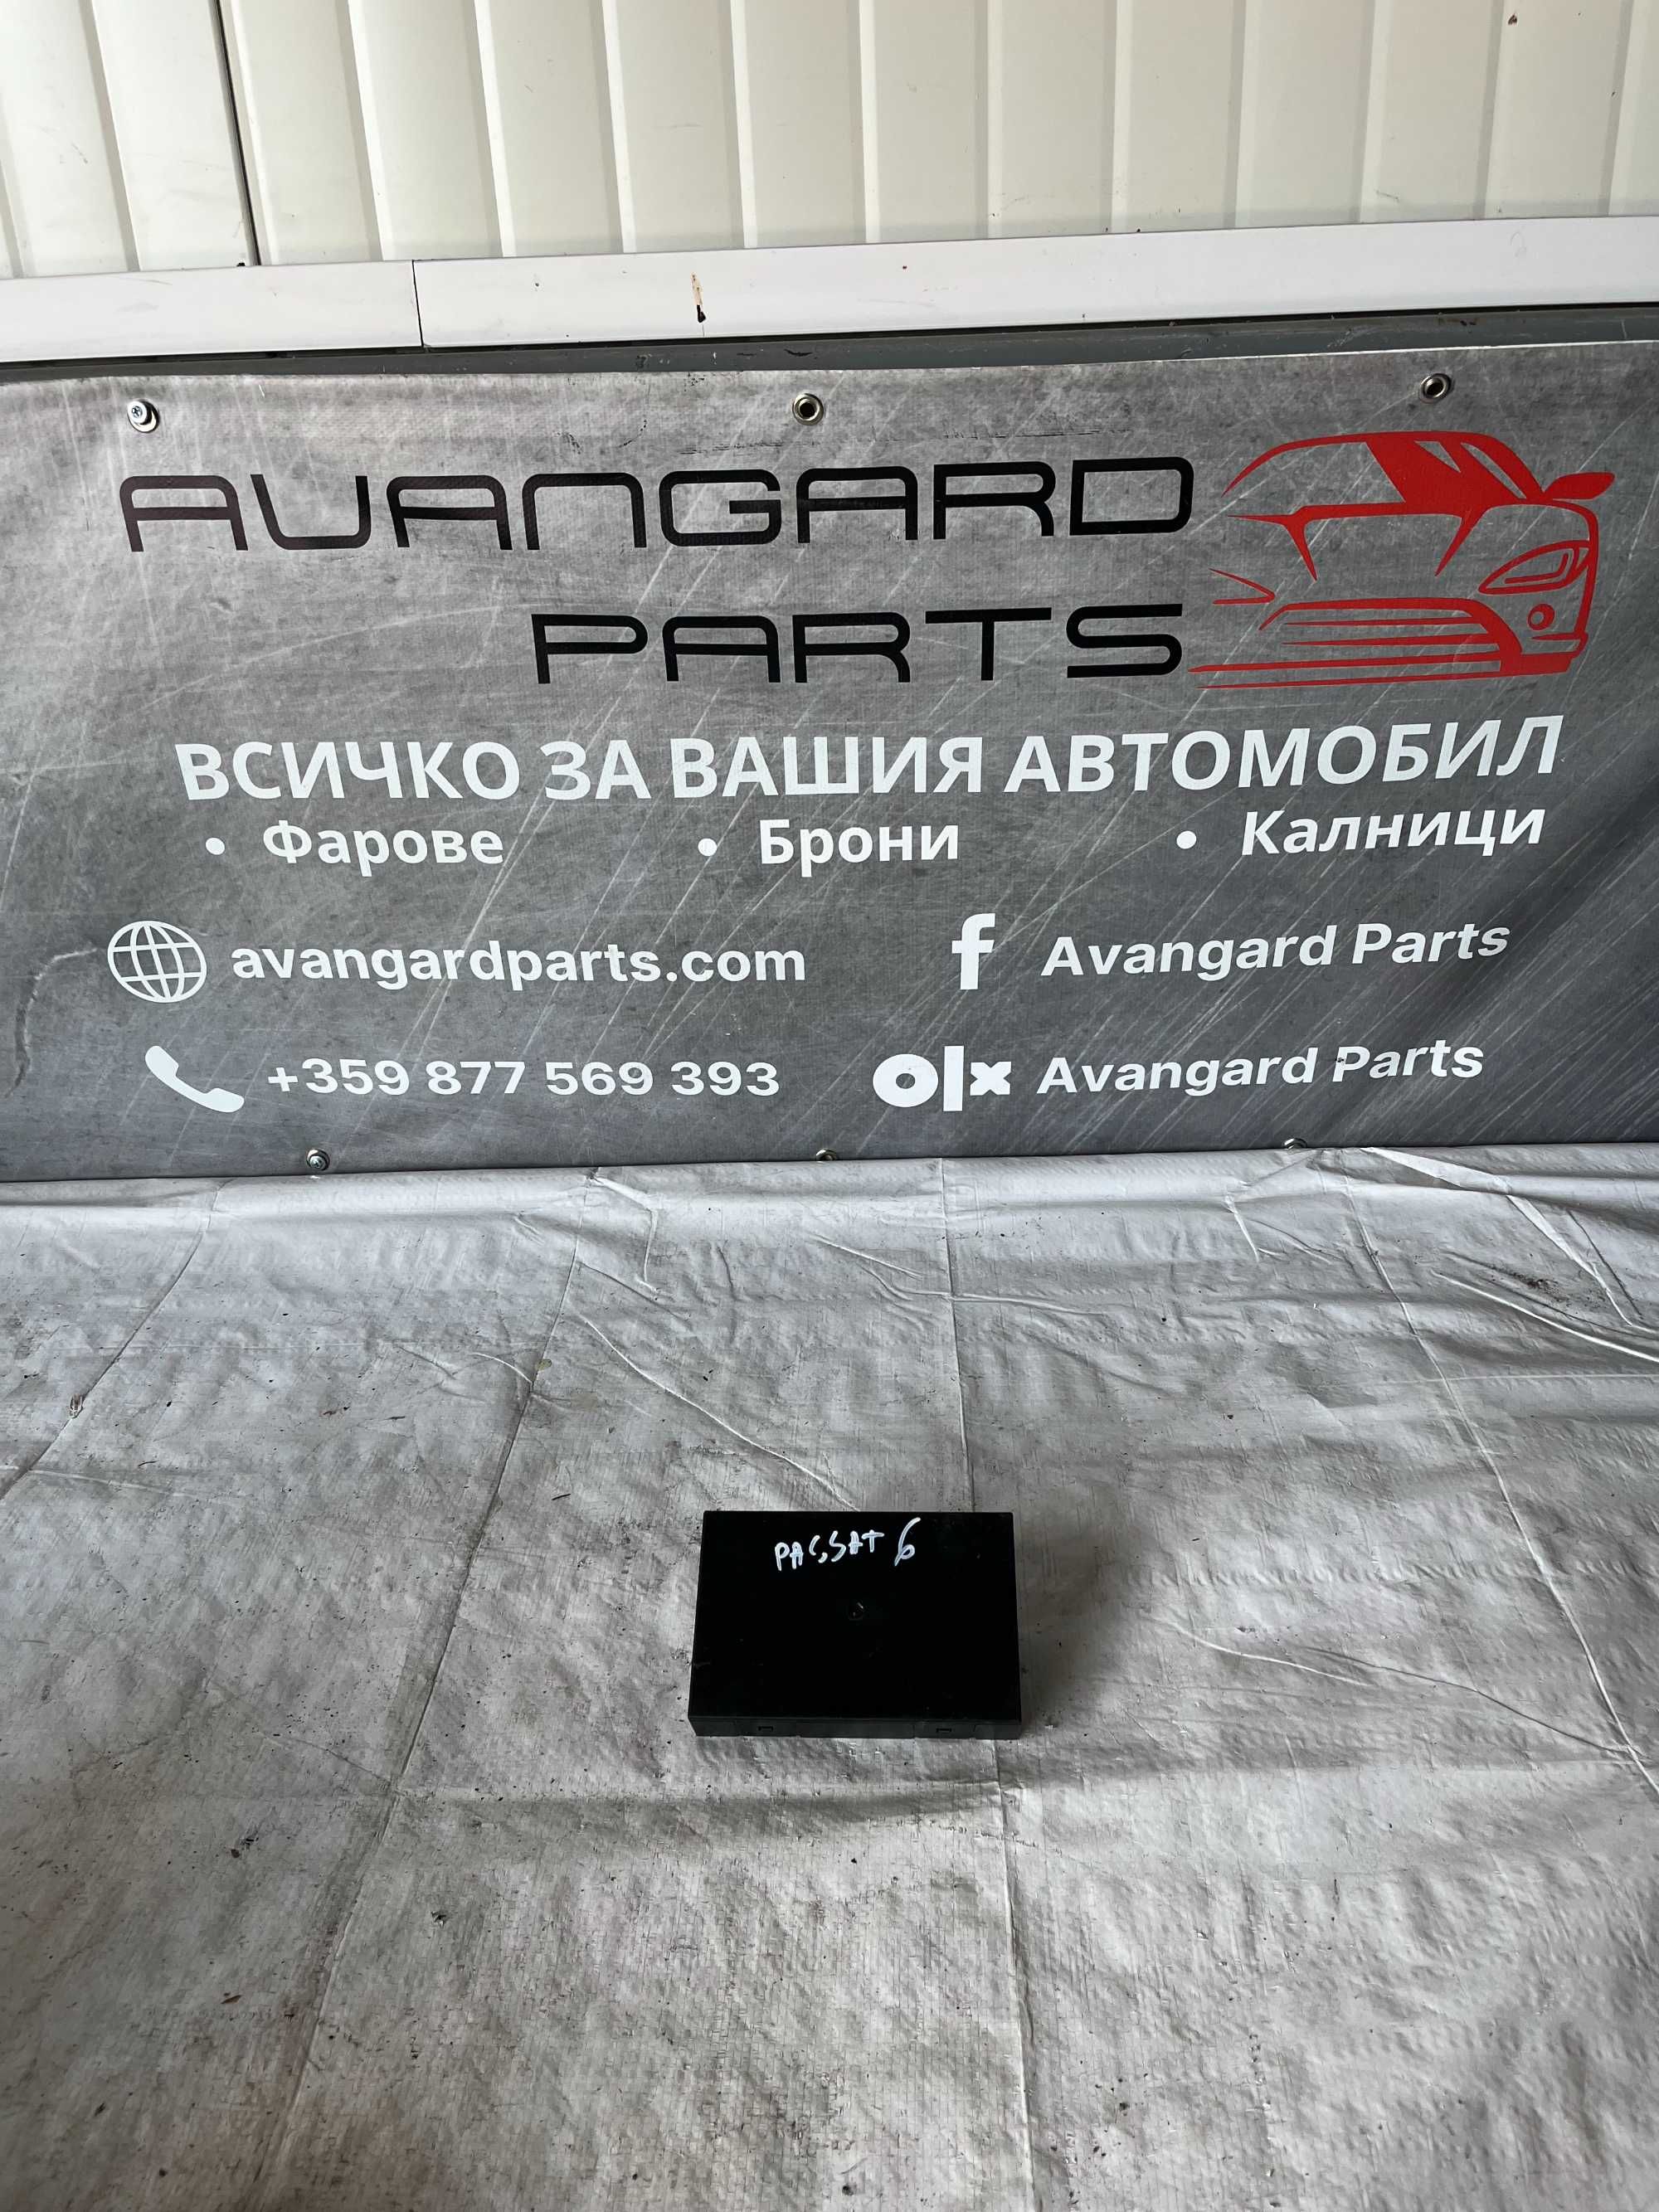 AVANGARD
PARTS
ВСИЧКО ЗА ВАШИЯ АВТОМОБИЛ
• Фарове • Брони • Калници
avangardparts.com f Avangard Parts
+359 877 569 393 olx Avangard Parts
PASSAT 6